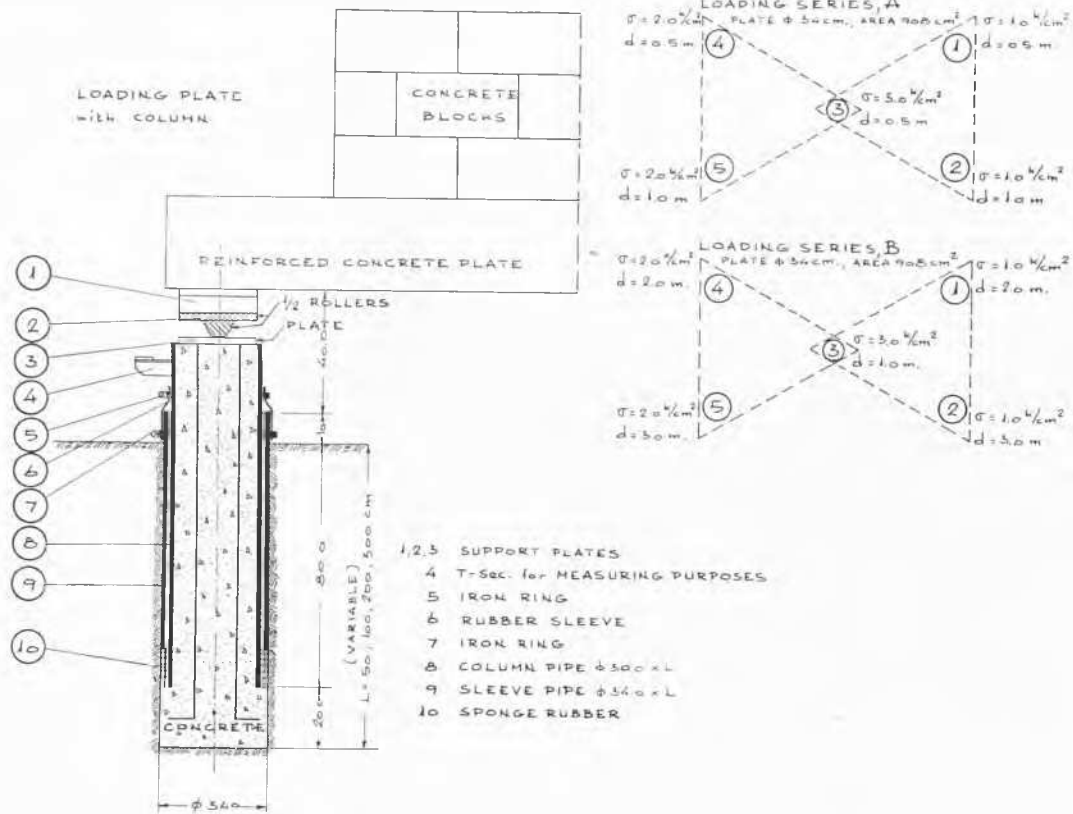 LOADING PLATE
with COLUMN
CONCRETE
BLOCKS
REINFORCED CONCRETE PLATE
1/2 ROLLERS
PLATE
1
2
3
4
5
6
7
8
9
10
40.0
80.0
20.0
L = 50, 100, 200, 300 cm
(VARIABLE)
CONCRETE
φ 340
LOADING SERIES, A
PLATE φ 34cm., AREA 908 cm²
σ = 2.0 k/cm²
d = 0.5 m
4
σ = 1.0 k/cm²
d = 0.5 m
1
3
σ = 3.0 k/cm²
d = 0.5 m
5
σ = 2.0 k/cm²
d = 1.0 m
2
σ = 1.0 k/cm²
d = 1.0 m
LOADING SERIES, B
PLATE φ 34cm., AREA 908 cm²
σ = 2.0 k/cm²
d = 2.0 m.
4
σ = 1.0 k/cm²
d = 2.0 m.
1
3
σ = 3.0 k/cm²
d = 1.0 m.
5
σ = 2.0 k/cm²
d = 3.0 m.
2
σ = 1.0 k/cm²
d = 3.0 m
1,2,3 SUPPORT PLATES
4 T-Sec. for MEASURING PURPOSES
5 IRON RING
6 RUBBER SLEEVE
7 IRON RING
8 COLUMN PIPE φ 300 x L
9 SLEEVE PIPE φ 340 x L
10 SPONGE RUBBER